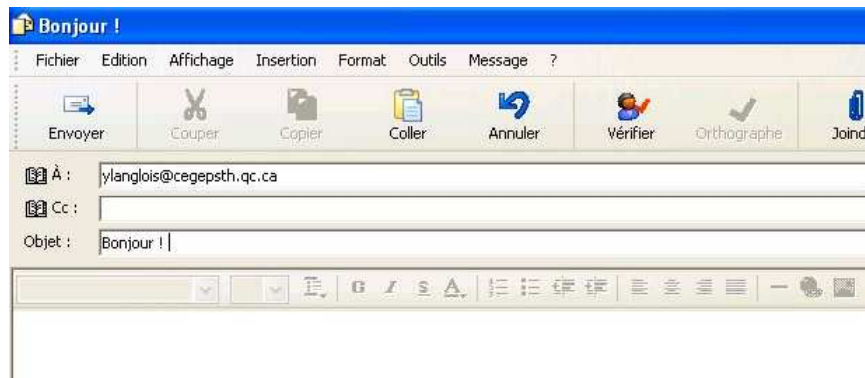 Bonjour !
Fichier Edition Affichage Insertion Format Outils Message ?
Envoyer Couper Copier Coller Annuler Vérifier Orthographe Joind
À : ylanglois@cegepsth.qc.ca
Cc :
Objet : Bonjour !
G I S A